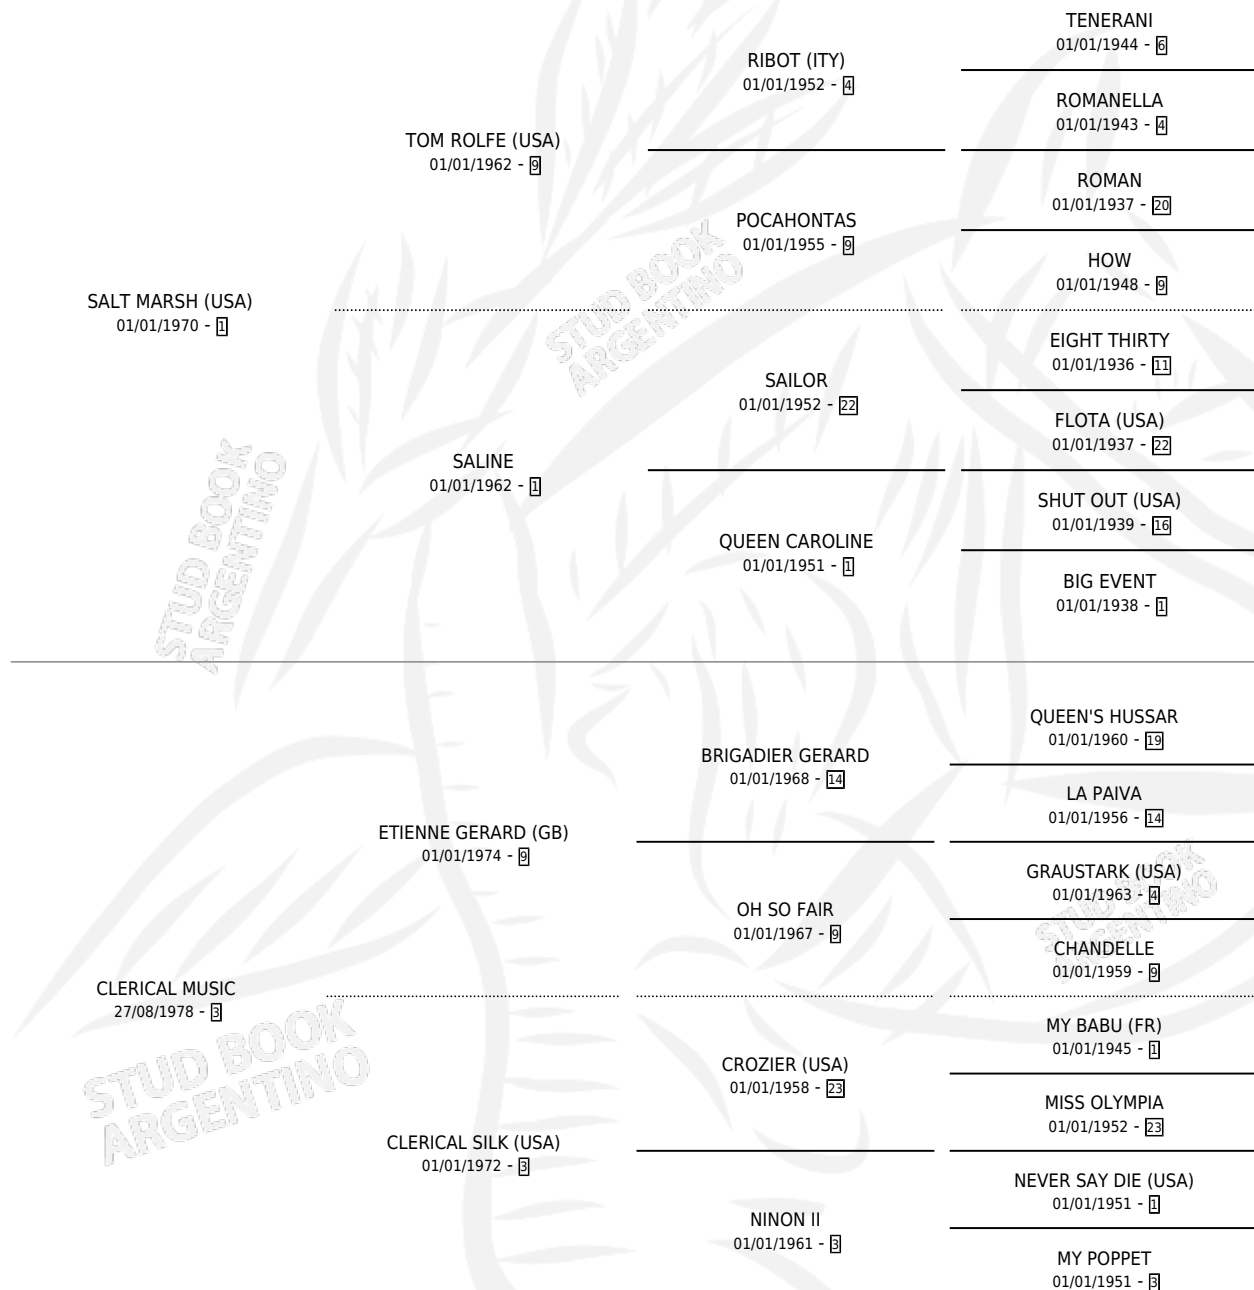 TENERANI
01/01/1944 - 6
RIBOT (ITY)
01/01/1952 - 4
ROMANELLA
01/01/1943 - 4
TOM ROLFE (USA)
01/01/1962 - 9
ROMAN
01/01/1937 - 20
POCAHONTAS
01/01/1955 - 9
HOW
01/01/1948 - 9
SALT MARSH (USA)
01/01/1970 - 1
STUD BOOK
ARGENTINO
EIGHT THIRTY
01/01/1936 - 11
SAILOR
01/01/1952 - 22
FLOTA (USA)
01/01/1937 - 22
SALINE
01/01/1962 - 1
SHUT OUT (USA)
01/01/1939 - 16
QUEEN CAROLINE
01/01/1951 - 1
BIG EVENT
01/01/1938 - 1
STUD BOOK
ARGENTINO
QUEEN'S HUSSAR
01/01/1960 - 19
BRIGADIER GERARD
01/01/1968 - 14
LA PAIVA
01/01/1956 - 14
ETIENNE GERARD (GB)
01/01/1974 - 9
GRAUSTARK (USA)
01/01/1963 - 4
OH SO FAIR
01/01/1967 - 9
STUD BOOK
ARGENTINO
CHANDELLE
01/01/1959 - 9
CLERICAL MUSIC
27/08/1978 - 3
MY BABU (FR)
01/01/1945 - 1
CROZIER (USA)
01/01/1958 - 23
STUD BOOK
ARGENTINO
MISS OLYMPIA
01/01/1952 - 23
CLERICAL SILK (USA)
01/01/1972 - 3
NEVER SAY DIE (USA)
01/01/1951 - 1
NINON II
01/01/1961 - 3
MY POPPET
01/01/1951 - 3